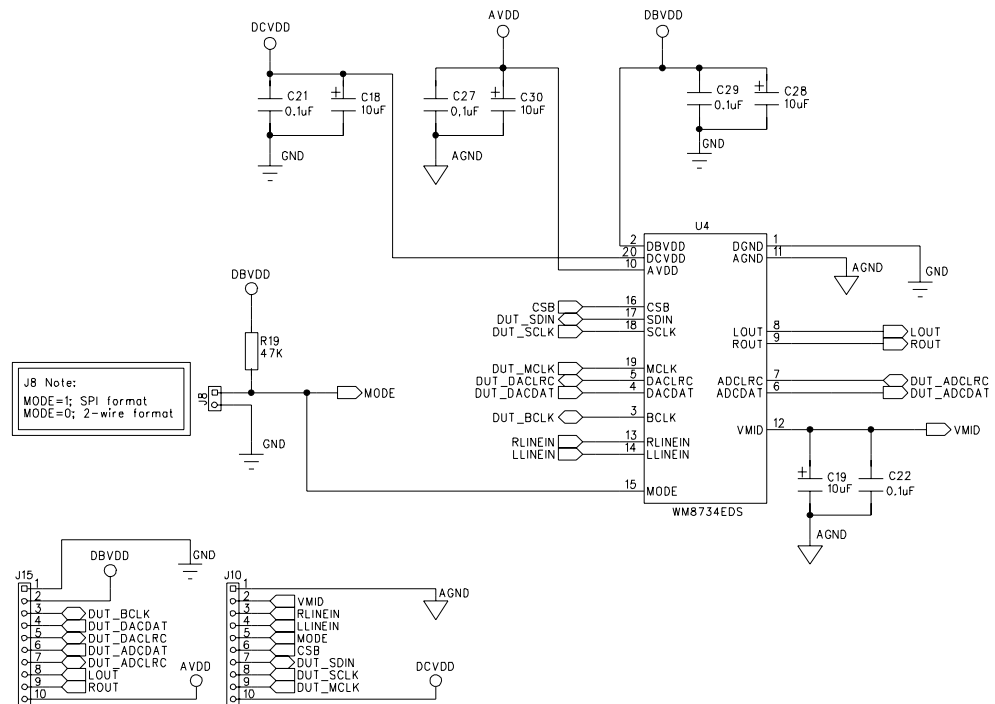 DCVDD
AVDD
DBVDD
C21
0.1uF
+ C18
10uF
C27
0.1uF
+ C30
10uF
C29
0.1uF
+ C28
10uF
GND
AGND
GND
U4
2 DBVDD
20 DCVDD
10 AVDD
DGND 1
AGND 11
AGND
GND
CSB 16 CSB
DUT_SDIN 17 SDIN
DUT_SCLK 18 SCLK
LOUT 8 LOUT
ROUT 9 ROUT
DUT_MCLK 19 MCLK
DUT_DACLRC 5 DACLRC
DUT_DACDAT 4 DACDAT
ADCLRC 7 DUT_ADCLRC
ADCDAT 6 DUT_ADCDAT
DUT_BCLK 3 BCLK
VMID 12 VMID
RLINEIN 13 RLINEIN
LLINEIN 14 LLINEIN
15 MODE
WM8734EDS
+ C19
10uF
C22
0.1uF
AGND
DBVDD
R19
47K
J8 Note:
MODE=1; SPI format
MODE=0; 2-wire format
J8
MODE
GND
J15
GND
DBVDD
1
2
3 DUT_BCLK
4 DUT_DACDAT
5 DUT_DACLRC
6 DUT_ADCDAT
7 DUT_ADCLRC
8 LOUT
9 ROUT
10
AVDD
J10
1
AGND
2 VMID
3 RLINEIN
4 LLINEIN
5 MODE
6 CSB
7 DUT_SDIN
8 DUT_SCLK
9 DUT_MCLK
10
DCVDD